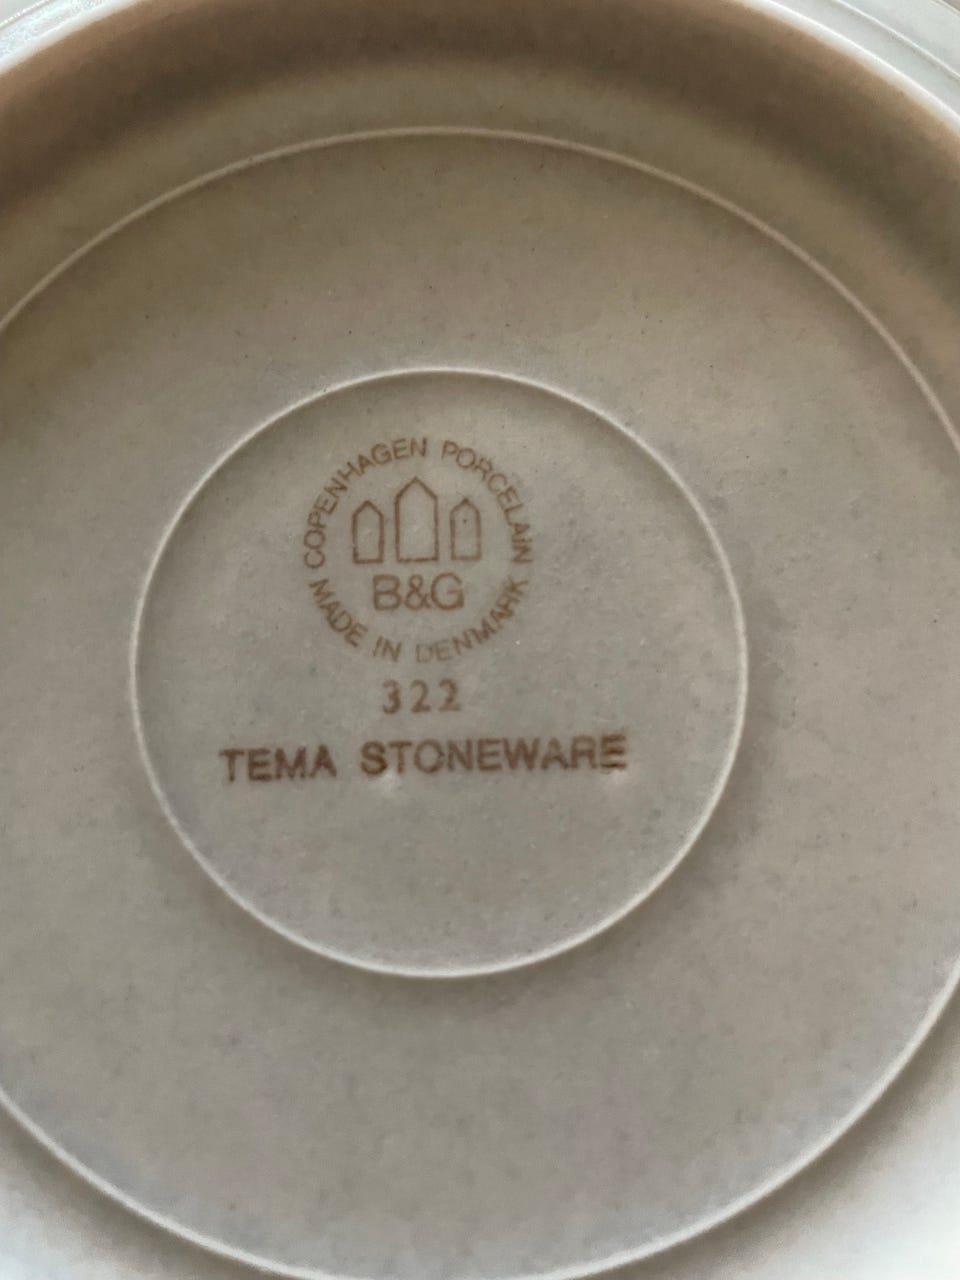 COPENHAGEN PORCELAIN
B&G
MADE IN DENMARK
322
TEMA STONEWARE